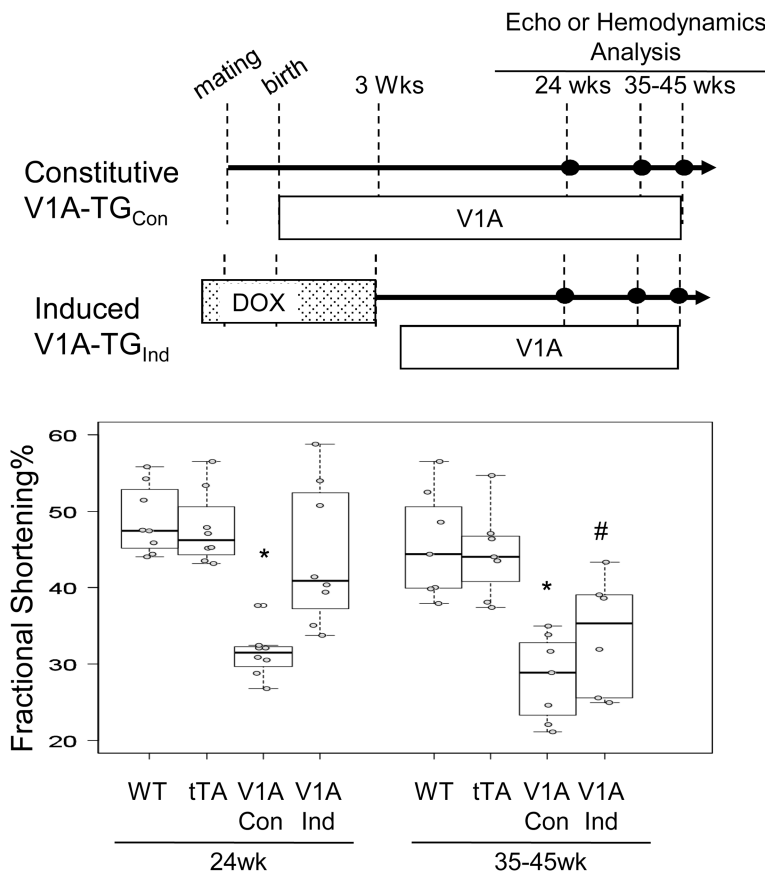 Echo or Hemodynamics
Analysis
mating
birth
3 Wks
24 wks
35-45 wks
Constitutive
V1A-TGCon
V1A
DOX
Induced
V1A-TGInd
V1A
Fractional Shortening%
60
50
40
30
20
*
*
#
WT
tTA
V1A
Con
V1A
Ind
WT
tTA
V1A
Con
V1A
Ind
24wk
35-45wk